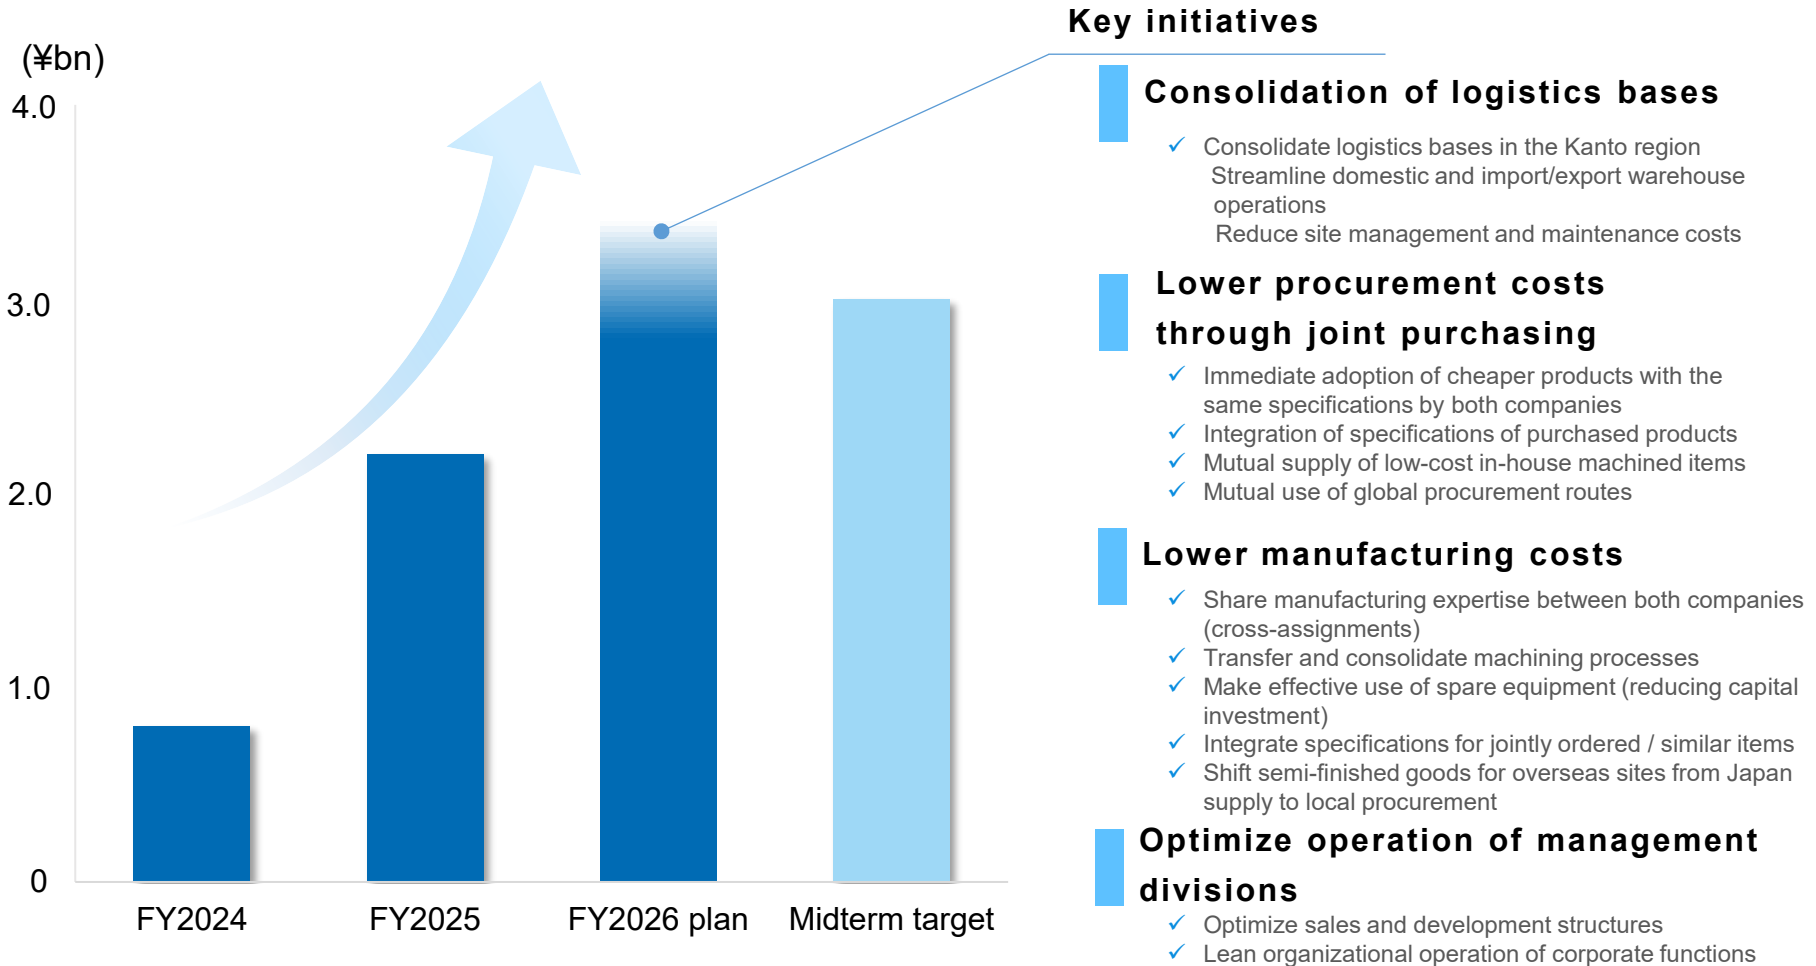 (¥bn)
4.0
3.0
2.0
1.0
0
FY2024
FY2025
FY2026 plan
Midterm target
Key initiatives
Consolidation of logistics bases
✓ Consolidate logistics bases in the Kanto region
Streamline domestic and import/export warehouse
operations
Reduce site management and maintenance costs
Lower procurement costs
through joint purchasing
✓ Immediate adoption of cheaper products with the
same specifications by both companies
✓ Integration of specifications of purchased products
✓ Mutual supply of low-cost in-house machined items
✓ Mutual use of global procurement routes
Lower manufacturing costs
✓ Share manufacturing expertise between both companies
(cross-assignments)
✓ Transfer and consolidate machining processes
✓ Make effective use of spare equipment (reducing capital
investment)
✓ Integrate specifications for jointly ordered / similar items
✓ Shift semi-finished goods for overseas sites from Japan
supply to local procurement
Optimize operation of management
divisions
✓ Optimize sales and development structures
✓ Lean organizational operation of corporate functions